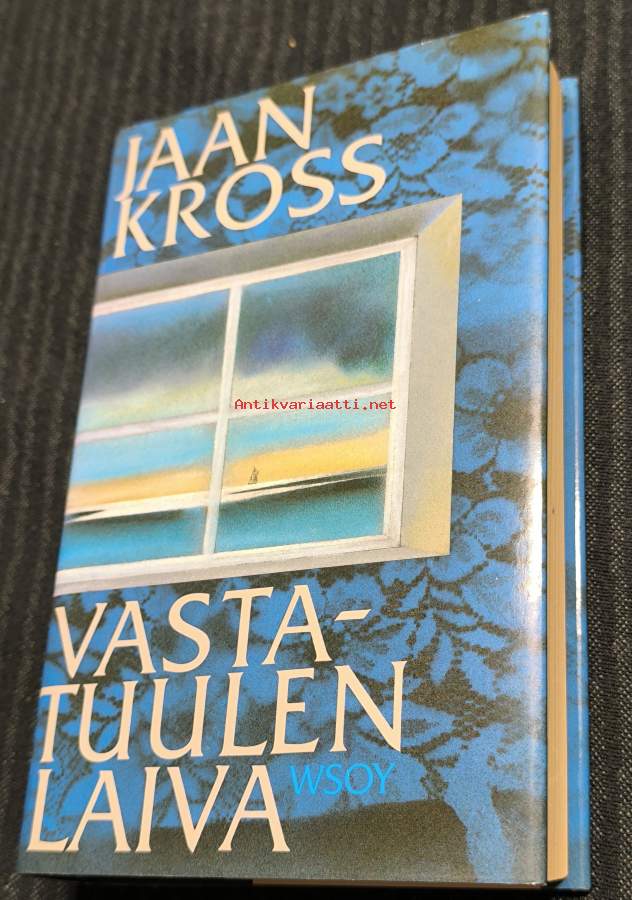 JAAN
KROSS
Antikvariaatti.net
VASTA-
TUULEN
LAIVA
WSOY